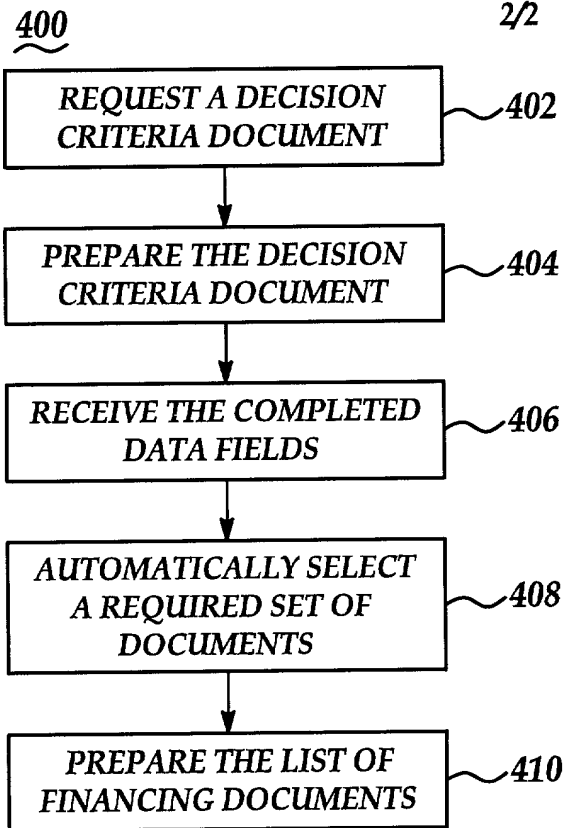 400
2/2
REQUEST A DECISION
CRITERIA DOCUMENT
402
PREPARE THE DECISION
CRITERIA DOCUMENT
404
RECEIVE THE COMPLETED
DATA FIELDS
406
AUTOMATICALLY SELECT
A REQUIRED SET OF
DOCUMENTS
408
PREPARE THE LIST OF
FINANCING DOCUMENTS
410